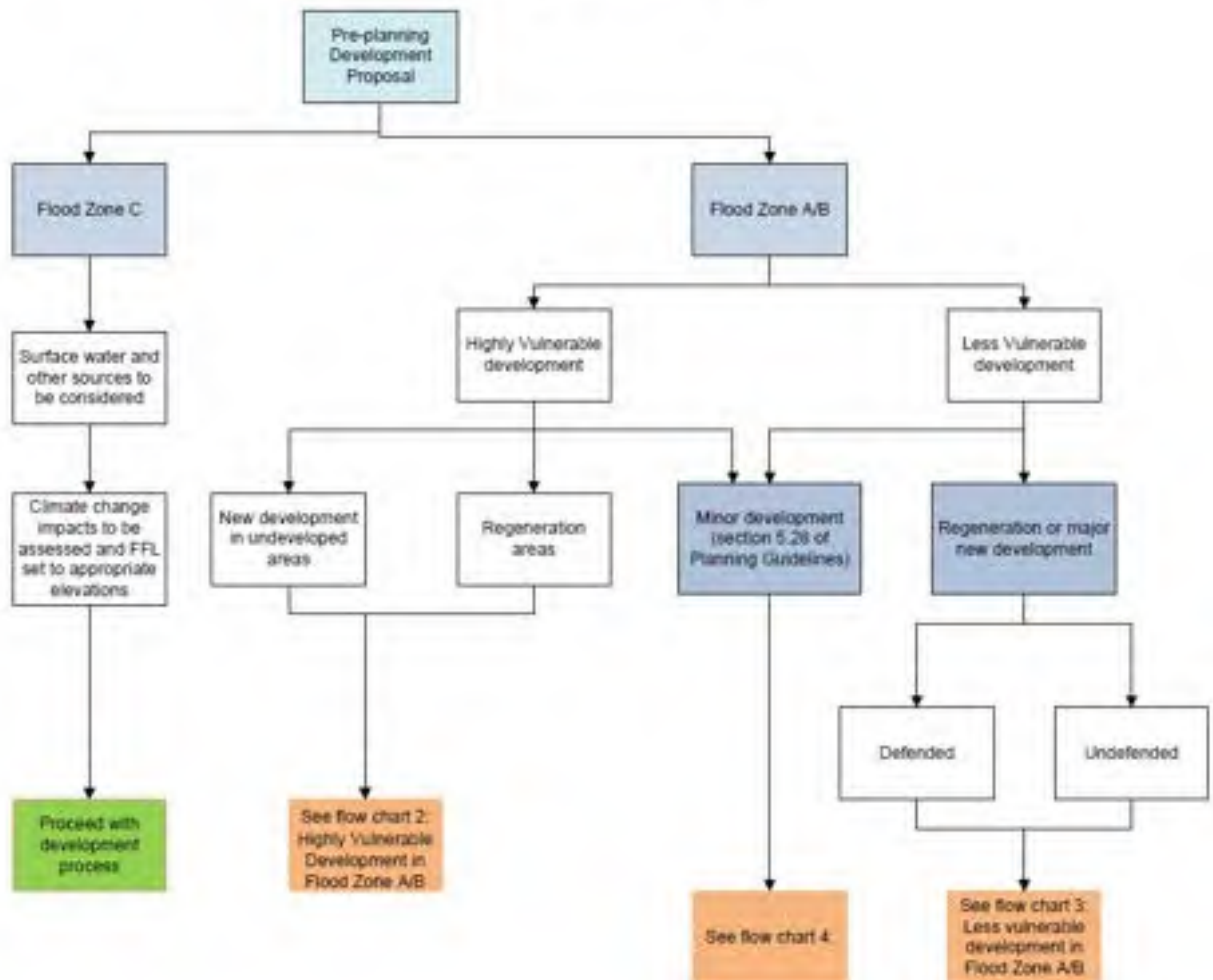 Pre-planning
Development
Proposal
Flood Zone C
Flood Zone A/B
Surface water and
other sources to
be considered
Highly Vulnerable
development
Less Vulnerable
development
Climate change
impacts to be
assessed and FFL
set to appropriate
elevations
New development
in undeveloped
areas
Regeneration
areas
Minor development
(section 5.28 of
Planning Guidelines)
Regeneration or major
new development
Defended
Undefended
Proceed with
development
process
See flow chart 2:
Highly Vulnerable
Development in
Flood Zone A/B
See flow chart 4:
See flow chart 3:
Less vulnerable
development in
Flood Zone A/B